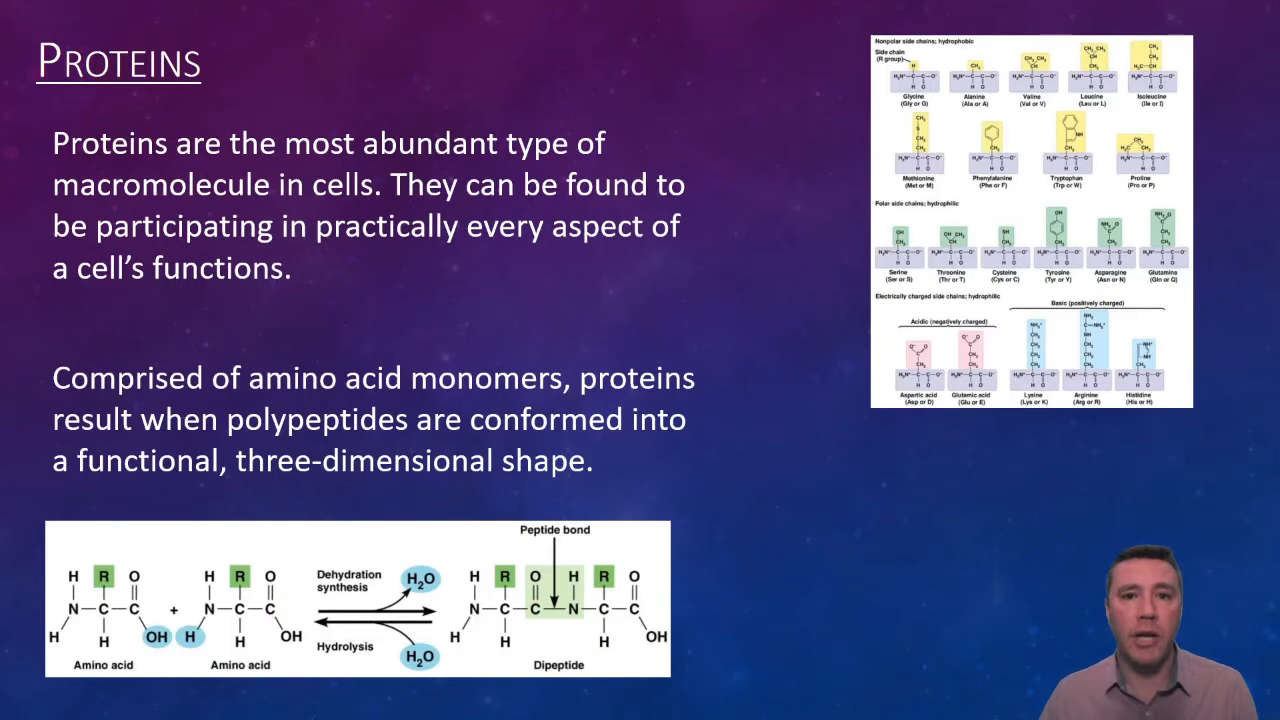 PROTEINS
Proteins are the most abundant type of
macromolecule in cells. They can be found to
be participating in practically every aspect of
a cell's functions.
Comprised of amino acid monomers, proteins
result when polypeptides are conformed into
a functional, three-dimensional shape.
Peptide bond
H R O H R O Dehydration synthesis H₂O H R O H R O
N C C + N C C N C C N C C
H H OH H H OH Hydrolysis H₂O H H H OH
Amino acid Amino acid Dipeptide
Nonpolar side chains; hydrophobic
Side chain
(R group)
Glycine Alanine Valine Leucine Isoleucine
(Gly or G) (Ala or A) (Val or V) (Leu or L) (Ile or I)
Methionine Phenylalanine Tryptophan Proline
(Met or M) (Phe or F) (Trp or W) (Pro or P)
Polar side chains; hydrophilic
Serine Threonine Cysteine Tyrosine Asparagine Glutamine
(Ser or S) (Thr or T) (Cys or C) (Tyr or Y) (Asn or N) (Gln or Q)
Electrically charged side chains; hydrophilic
Basic (positively charged)
Acidic (negatively charged)
Aspartic acid Glutamic acid Lysine Arginine Histidine
(Asp or D) (Glu or E) (Lys or K) (Arg or R) (His or H)